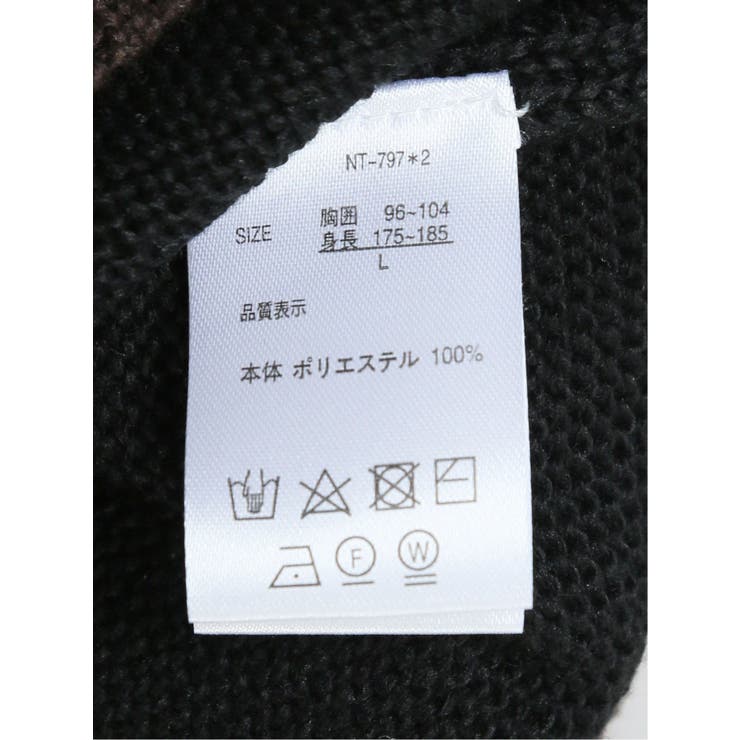 NT-797*2
SIZE 胸囲 96~104
身長 175~185
L
品質表示
本体 ポリエステル 100%
F W